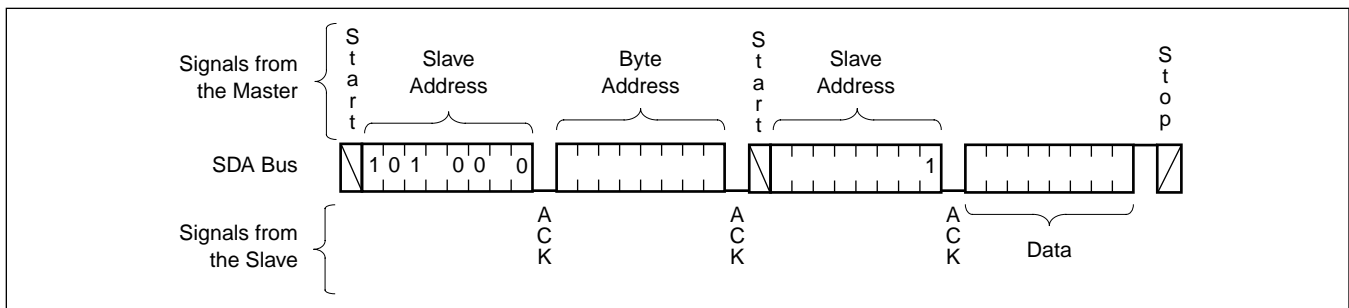 Signals from
the Master
Start
Slave
Address
Byte
Address
Start
Slave
Address
Stop
SDA Bus
1 0 1 0 0 0
1
Signals from
the Slave
ACK
ACK
ACK
Data